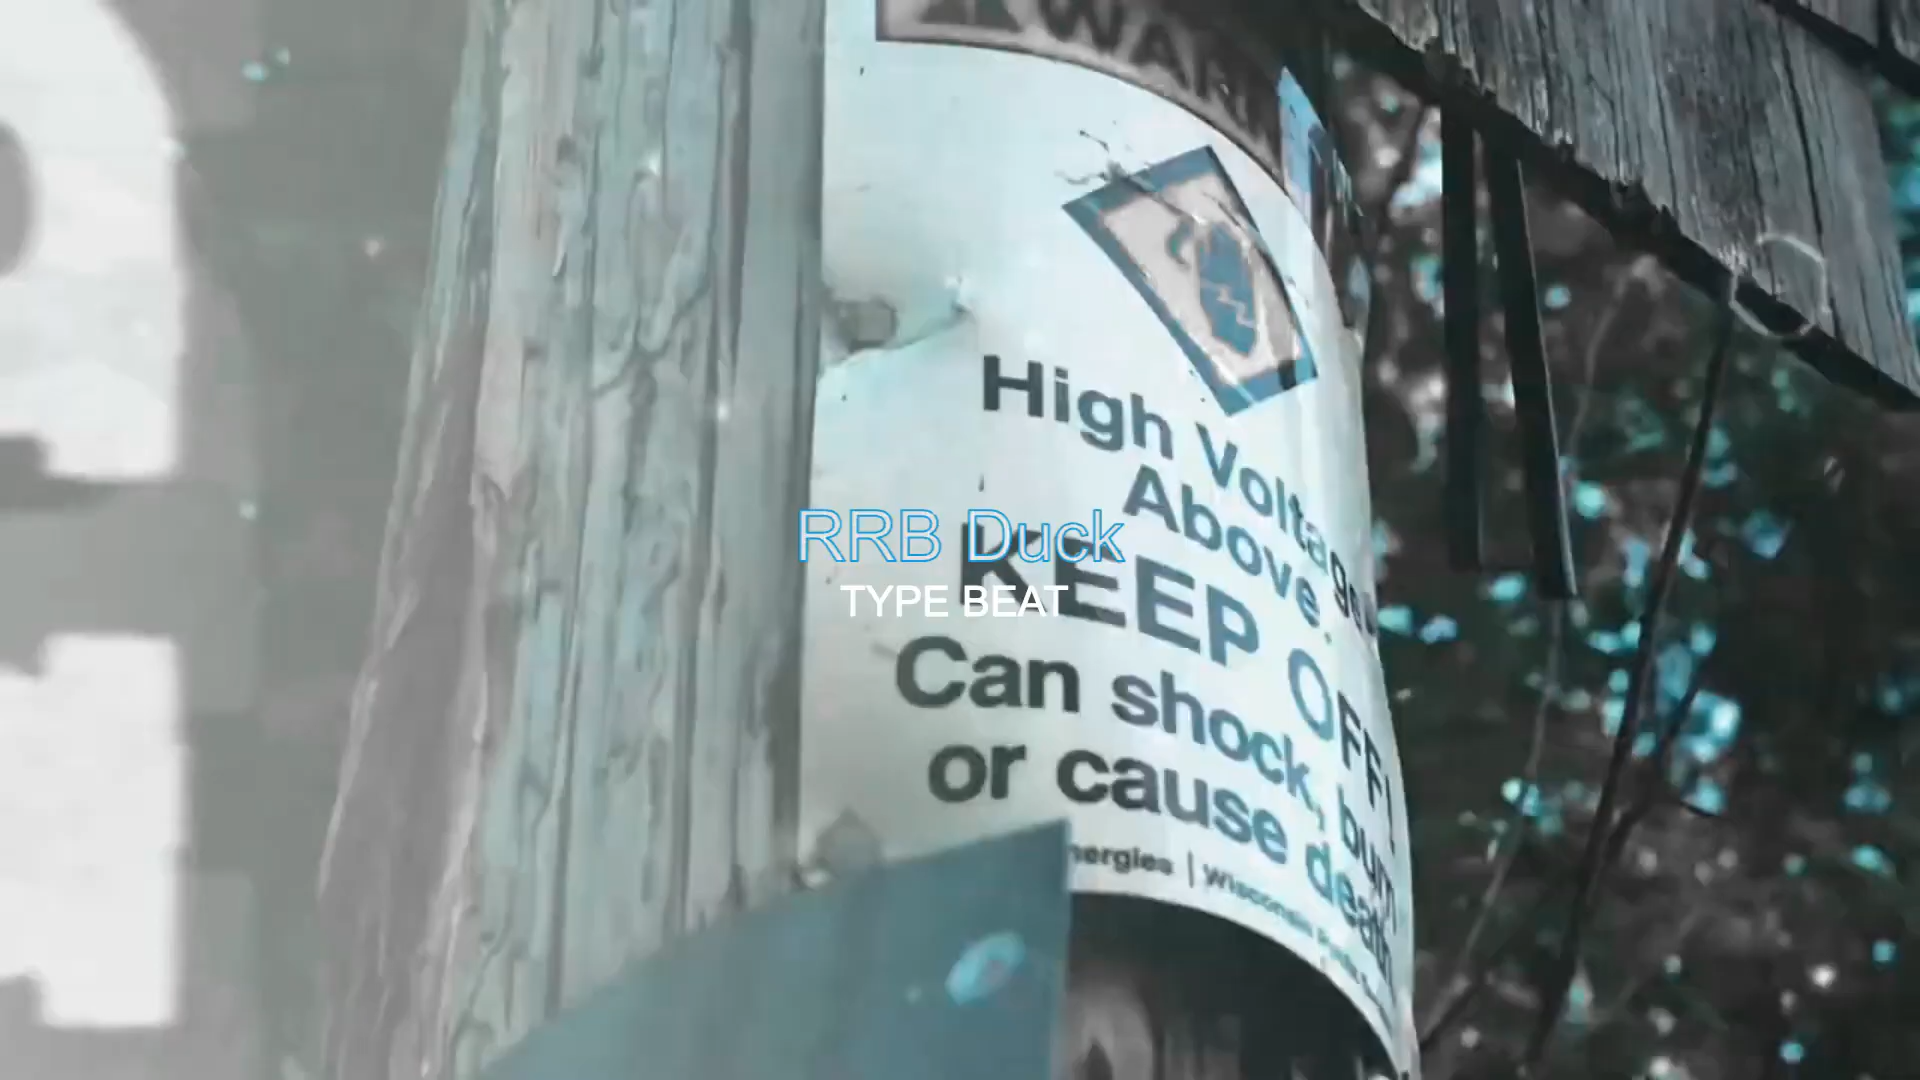 High Voltage
Above.
KEEP OFF!
Can shock, burn
or cause death
RRB Duck
TYPE BEAT